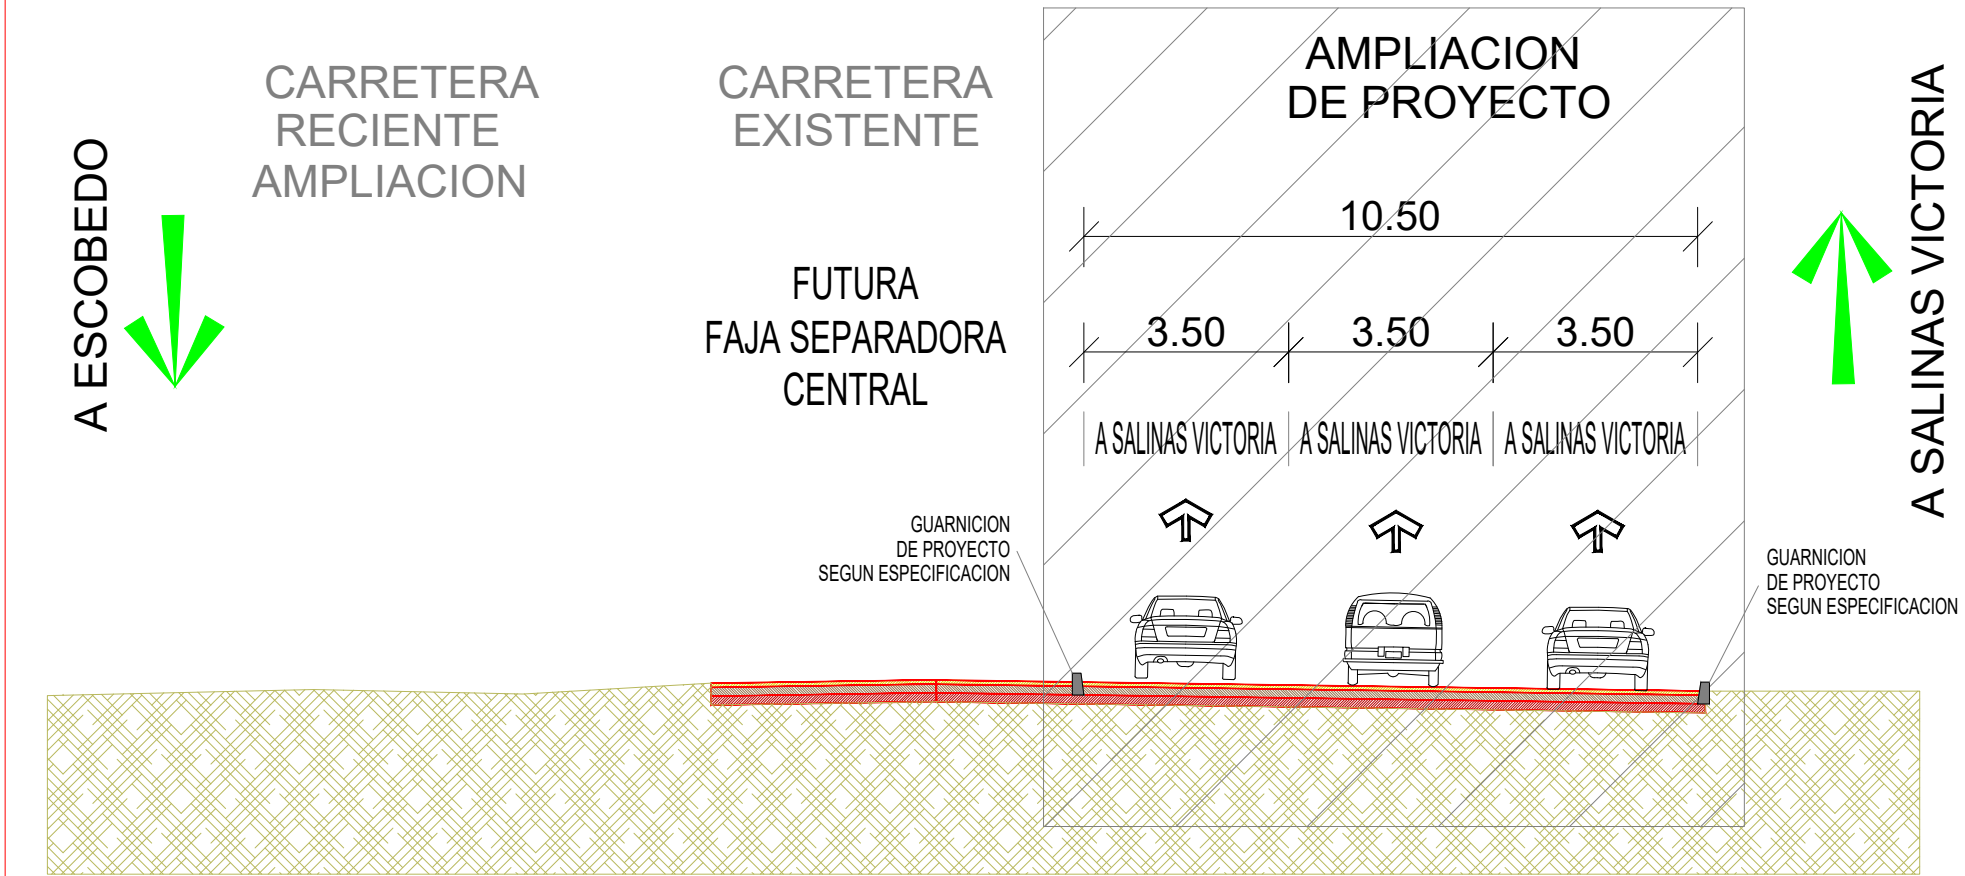 A ESCOBEDO
CARRETERA
RECIENTE
AMPLIACION
CARRETERA
EXISTENTE
FUTURA
FAJA SEPARADORA
CENTRAL
AMPLIACION
DE PROYECTO
10.50
3.50
3.50
3.50
A SALINAS VICTORIA
A SALINAS VICTORIA
A SALINAS VICTORIA
GUARNICION
DE PROYECTO
SEGUN ESPECIFICACION
GUARNICION
DE PROYECTO
SEGUN ESPECIFICACION
A SALINAS VICTORIA